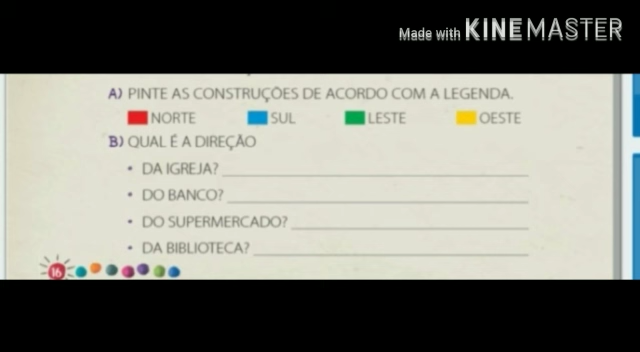 Made with KINEMASTER
A) PINTE AS CONSTRUÇÕES DE ACORDO COM A LEGENDA.
NORTE SUL LESTE OESTE
B) QUAL É A DIREÇÃO
• DA IGREJA?
• DO BANCO?
• DO SUPERMERCADO?
• DA BIBLIOTECA?
16